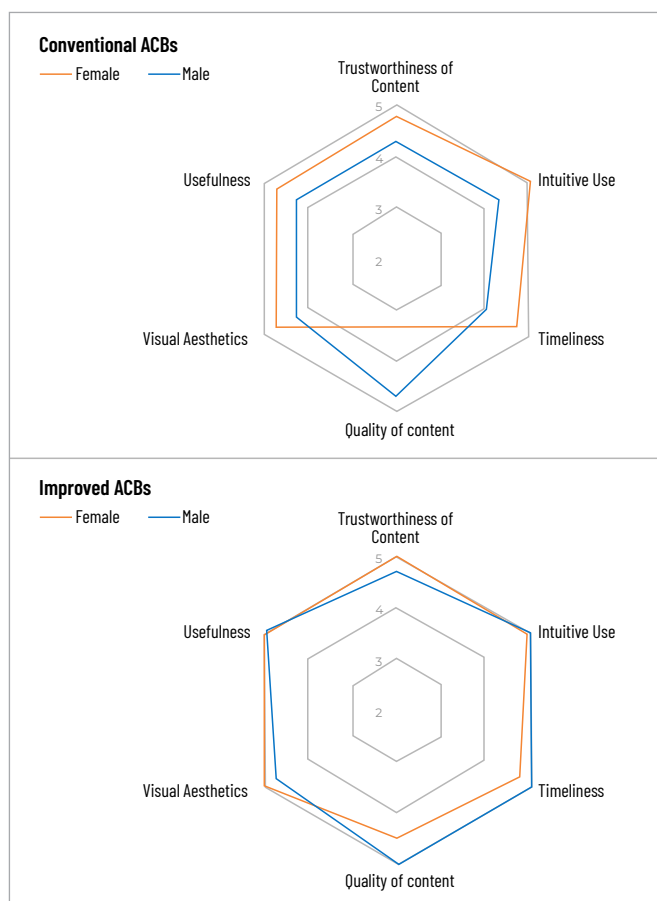 Conventional ACBs
Female Male
Trustworthiness of
Content
5
Usefulness
Intuitive Use
4
3
2
Visual Aesthetics
Timeliness
Quality of content
Improved ACBs
Female Male
Trustworthiness of
Content
5
Usefulness
Intuitive Use
4
3
2
Visual Aesthetics
Timeliness
Quality of content